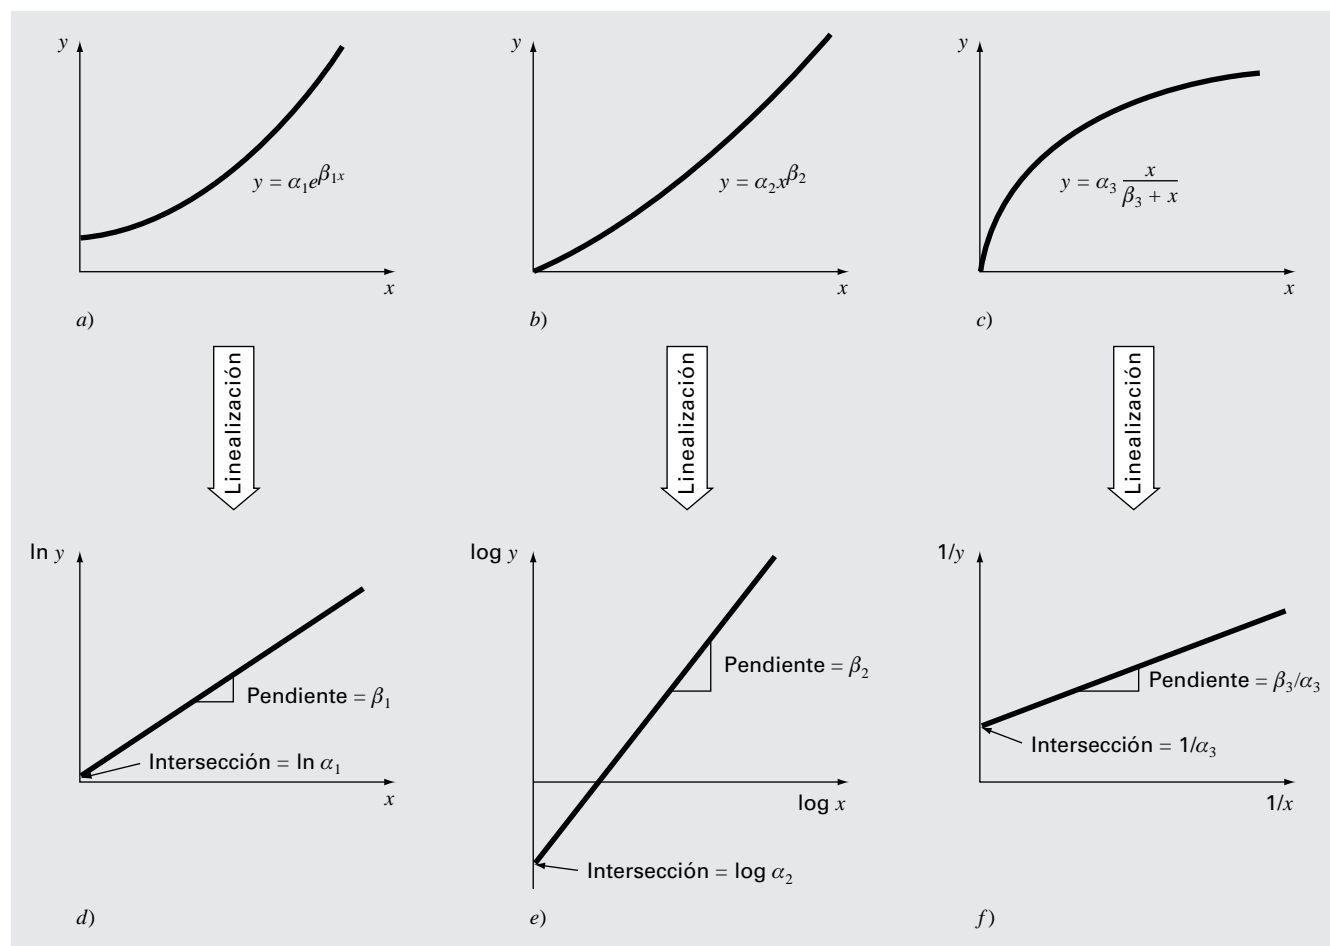 y
y
y
y = α₁e^β₁x
y = α₂x^β₂
y = α₃ x / β₃ + x
x
x
x
a)
b)
c)
Linealización
Linealización
Linealización
ln y
log y
1/y
Pendiente = β₁
Pendiente = β₂
Pendiente = β₃/α₃
Intersección = ln α₁
Intersección = 1/α₃
x
log x
1/x
Intersección = log α₂
d)
e)
f)